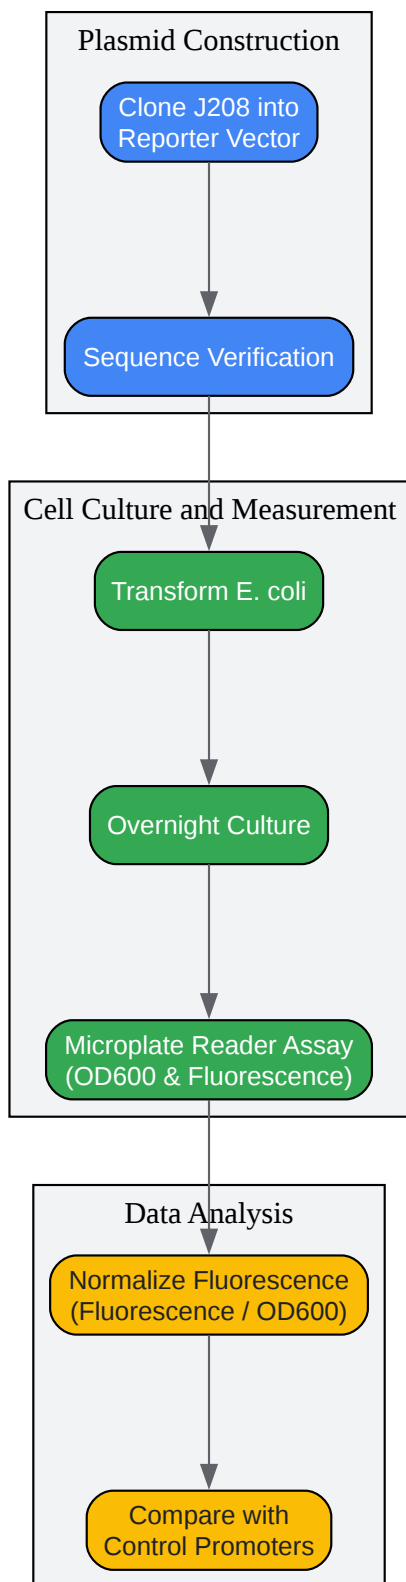 Plasmid Construction
Clone J208 into
Reporter Vector
Sequence Verification
Cell Culture and Measurement
Transform E. coli
Overnight Culture
Microplate Reader Assay
(OD600 & Fluorescence)
Data Analysis
Normalize Fluorescence
(Fluorescence / OD600)
Compare with
Control Promoters